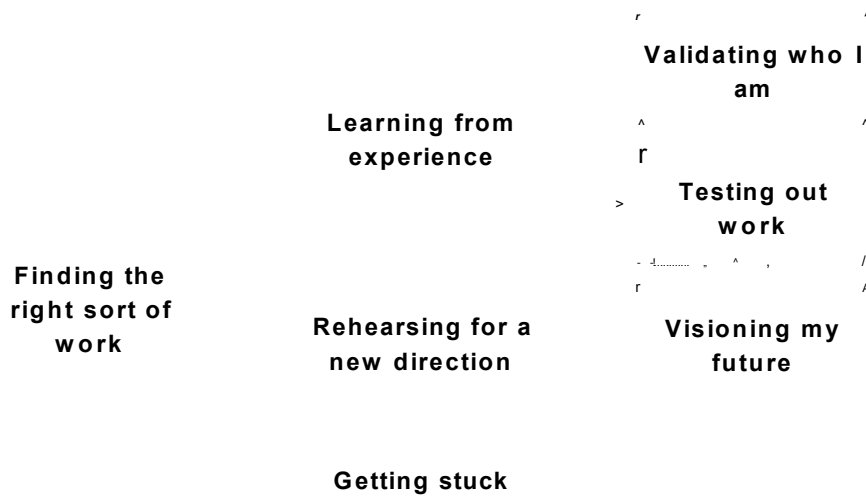 Validating who I
am
Learning from
experience
Testing out
work
Finding the
right sort of
work
Rehearsing for a
new direction
Visioning my
future
Getting stuck